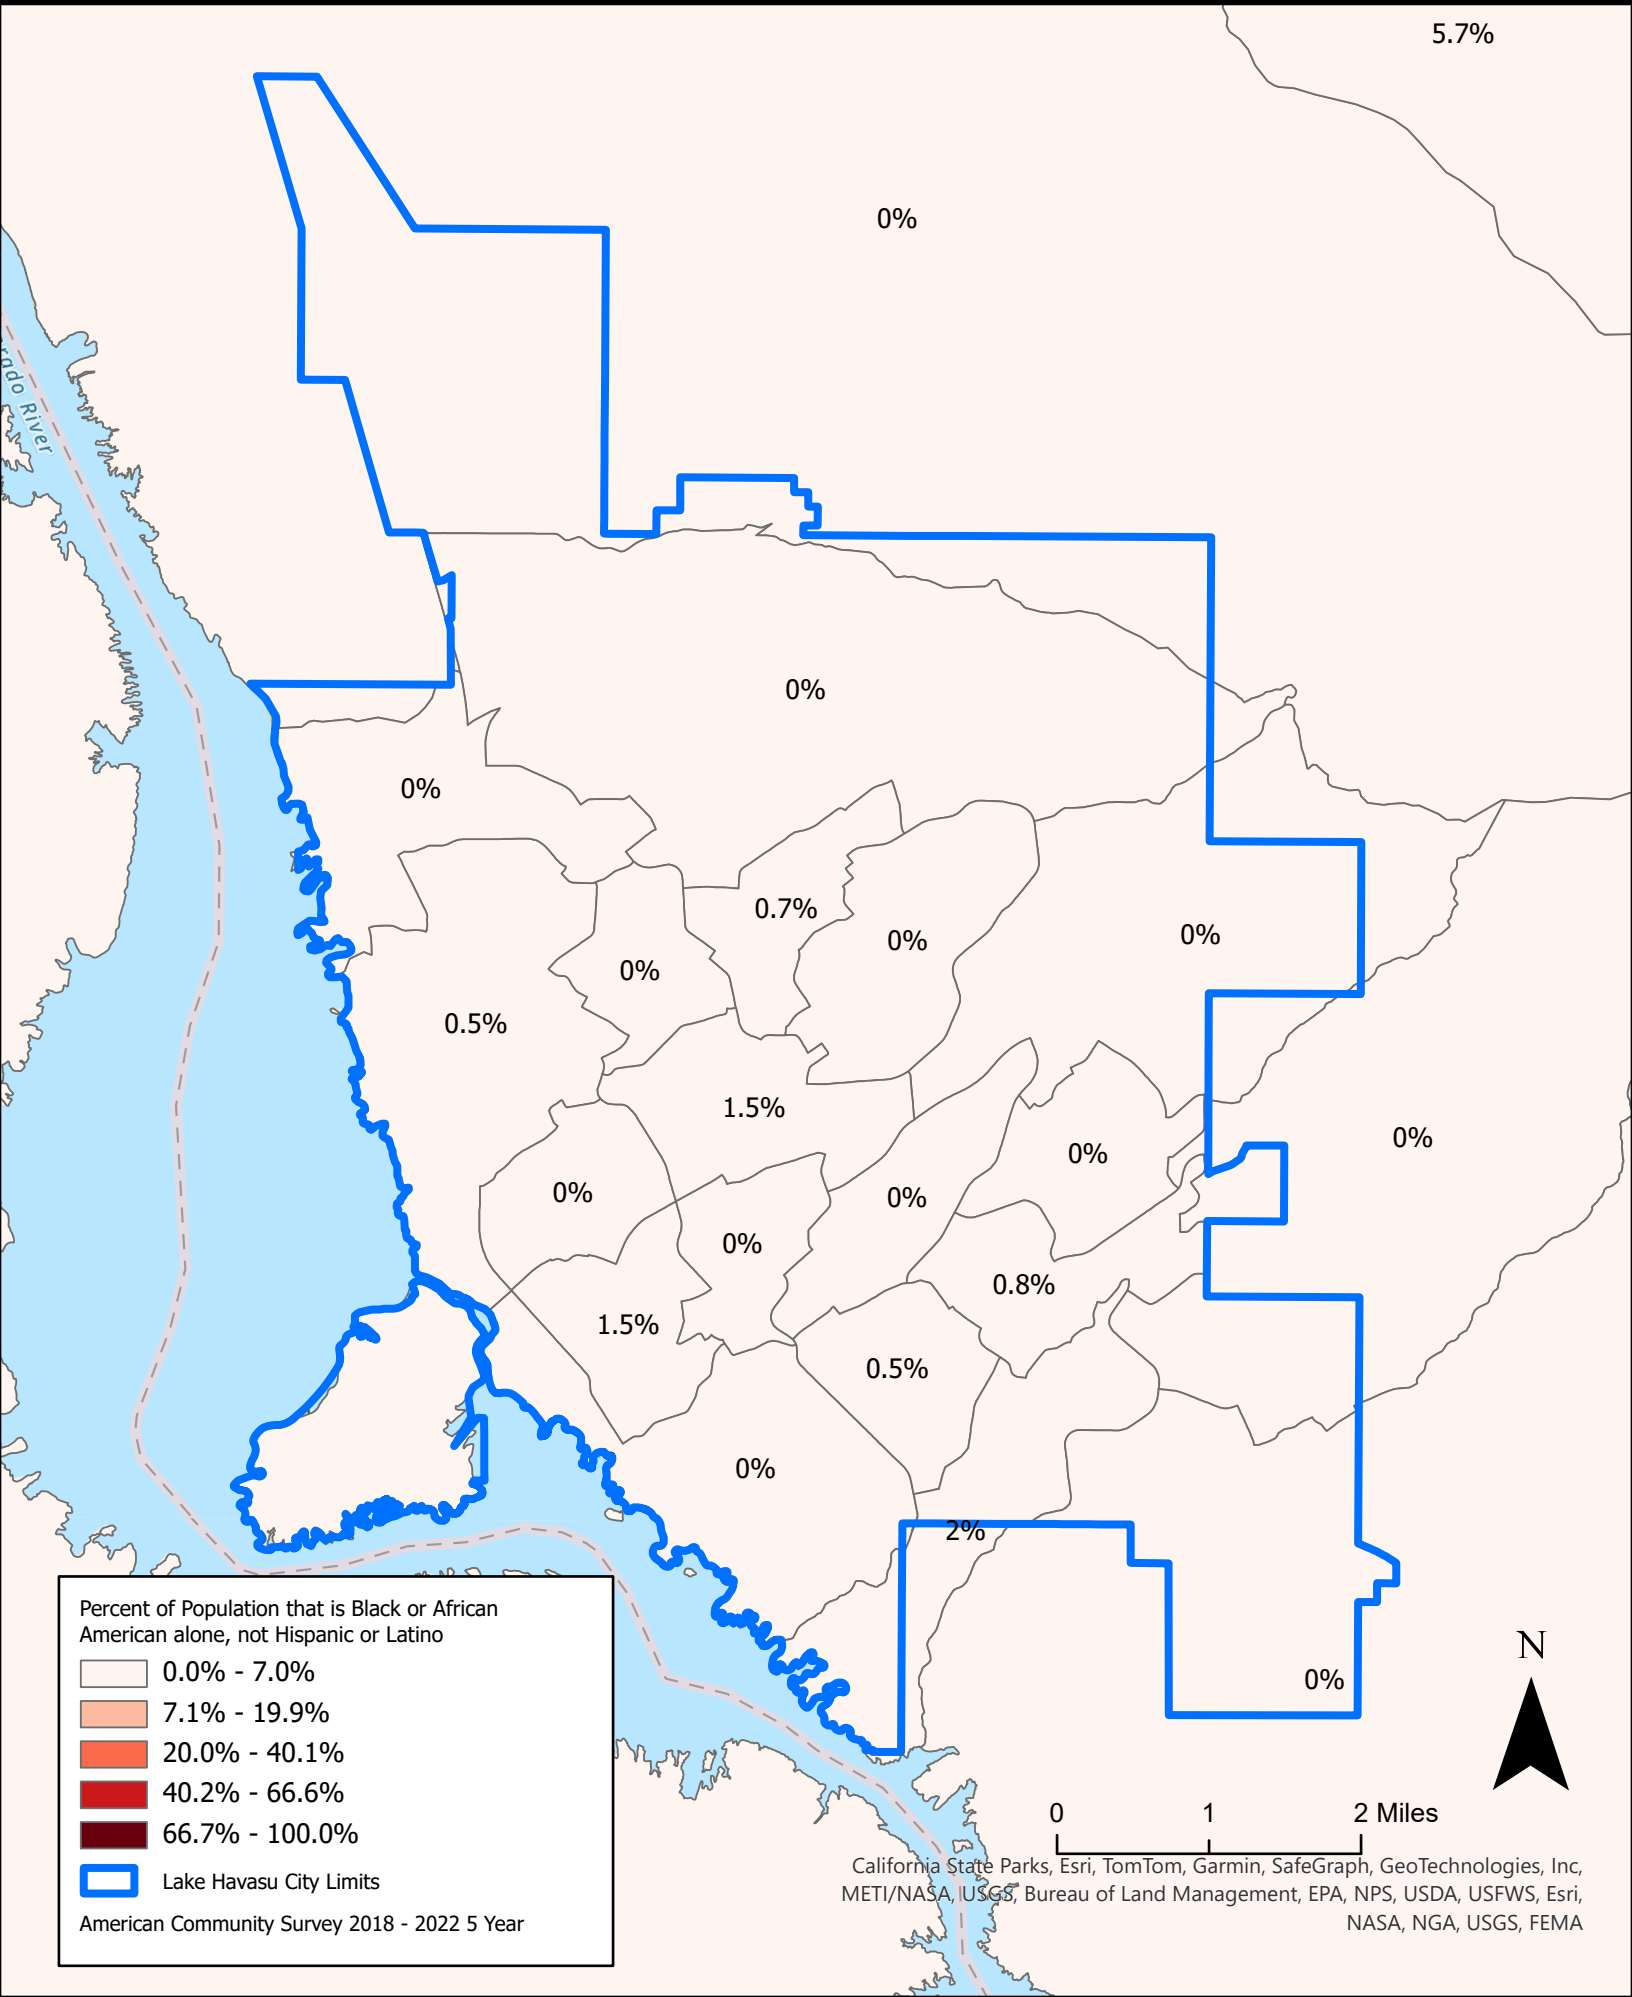 5.7%
0%
rado River
0%
0%
0.7%
0%
0%
0%
0.5%
1.5%
0%
0%
0%
0%
0%
0.8%
1.5%
0.5%
0%
2%
0%
Percent of Population that is Black or African
American alone, not Hispanic or Latino
0.0% - 7.0%
7.1% - 19.9%
20.0% - 40.1%
40.2% - 66.6%
66.7% - 100.0%
Lake Havasu City Limits
American Community Survey 2018 - 2022 5 Year
N
0 1 2 Miles
California State Parks, Esri, TomTom, Garmin, SafeGraph, GeoTechnologies, Inc,
METI/NASA, USGS, Bureau of Land Management, EPA, NPS, USDA, USFWS, Esri,
NASA, NGA, USGS, FEMA